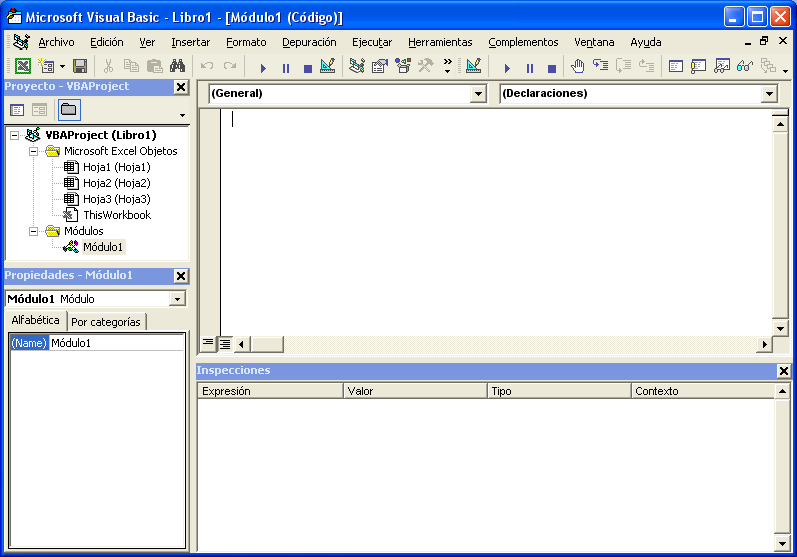 Microsoft Visual Basic - Libro1 - [Módulo1 (Código)]
Archivo Edición Ver Insertar Formato Depuración Ejecutar Herramientas Complementos Ventana Ayuda
Proyecto - VBAProject
VBAProject (Libro1)
Microsoft Excel Objetos
Hoja1 (Hoja1)
Hoja2 (Hoja2)
Hoja3 (Hoja3)
ThisWorkbook
Módulos
Módulo1
Propiedades - Módulo1
Módulo1 Módulo
Alfabética Por categorías
(Name) Módulo1
(General) (Declaraciones)
Inspecciones
Expresión Valor Tipo Contexto